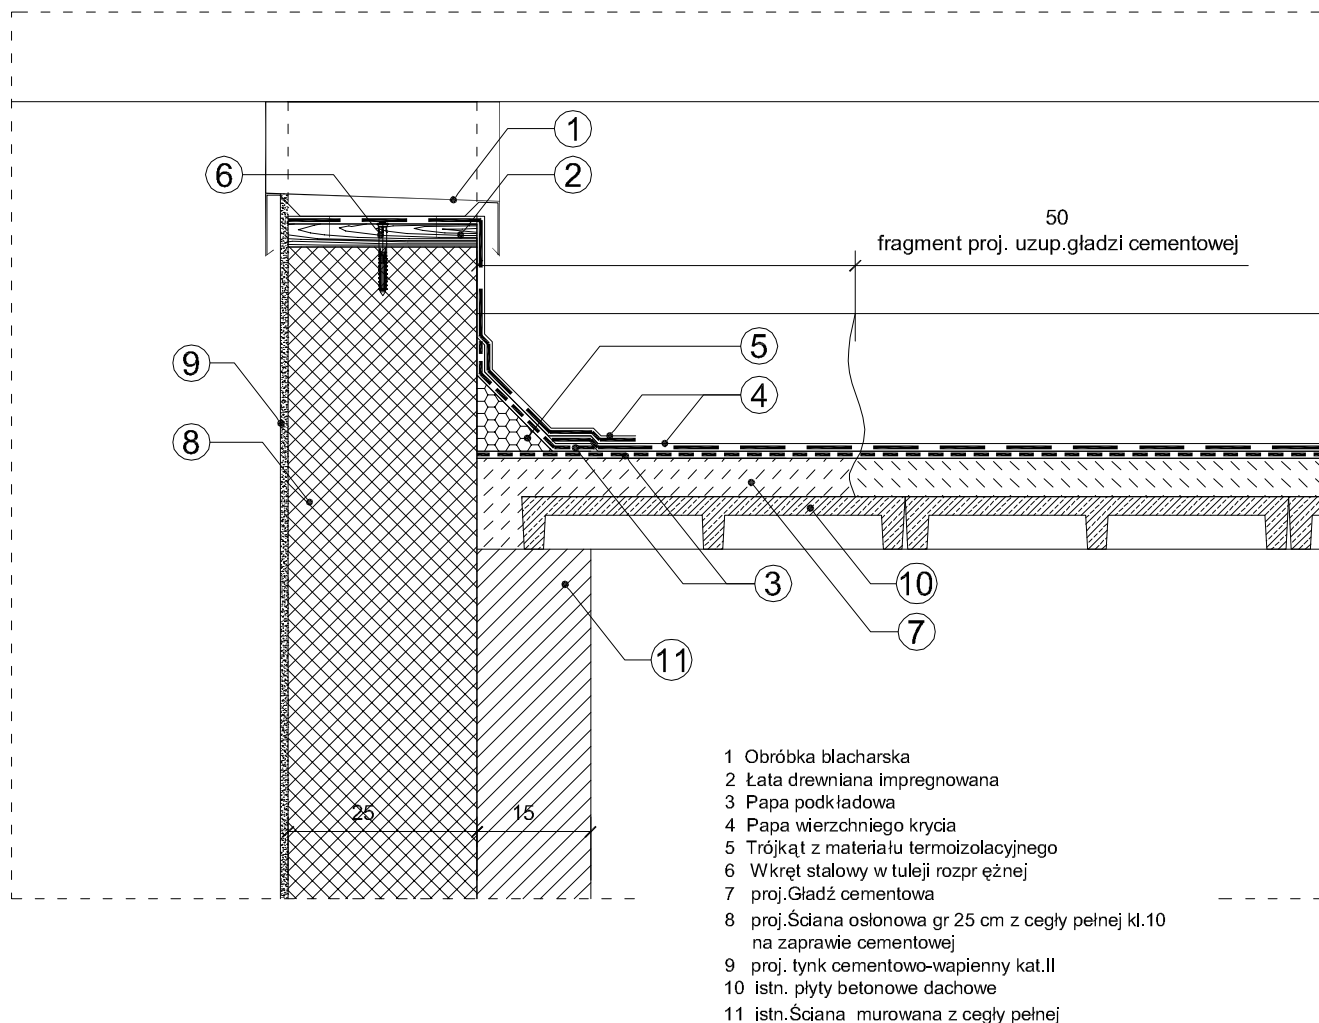 1
6
2
50
fragment proj. uzup.gładzi cementowej
5
9
4
8
3
10
7
11
25
15
1 Obróbka blacharska
2 Łata drewniana impregnowana
3 Papa podkładowa
4 Papa wierzchniego krycia
5 Trójkąt z materiału termoizolacyjnego
6 Wkręt stalowy w tuleji rozpr ężnej
7 proj.Gładź cementowa
8 proj.Ściana osłonowa gr 25 cm z cegły pełnej kl.10
na zaprawie cementowej
9 proj. tynk cementowo-wapienny kat.II
10 istn. płyty betonowe dachowe
11 istn.Ściana murowana z cegły pełnej